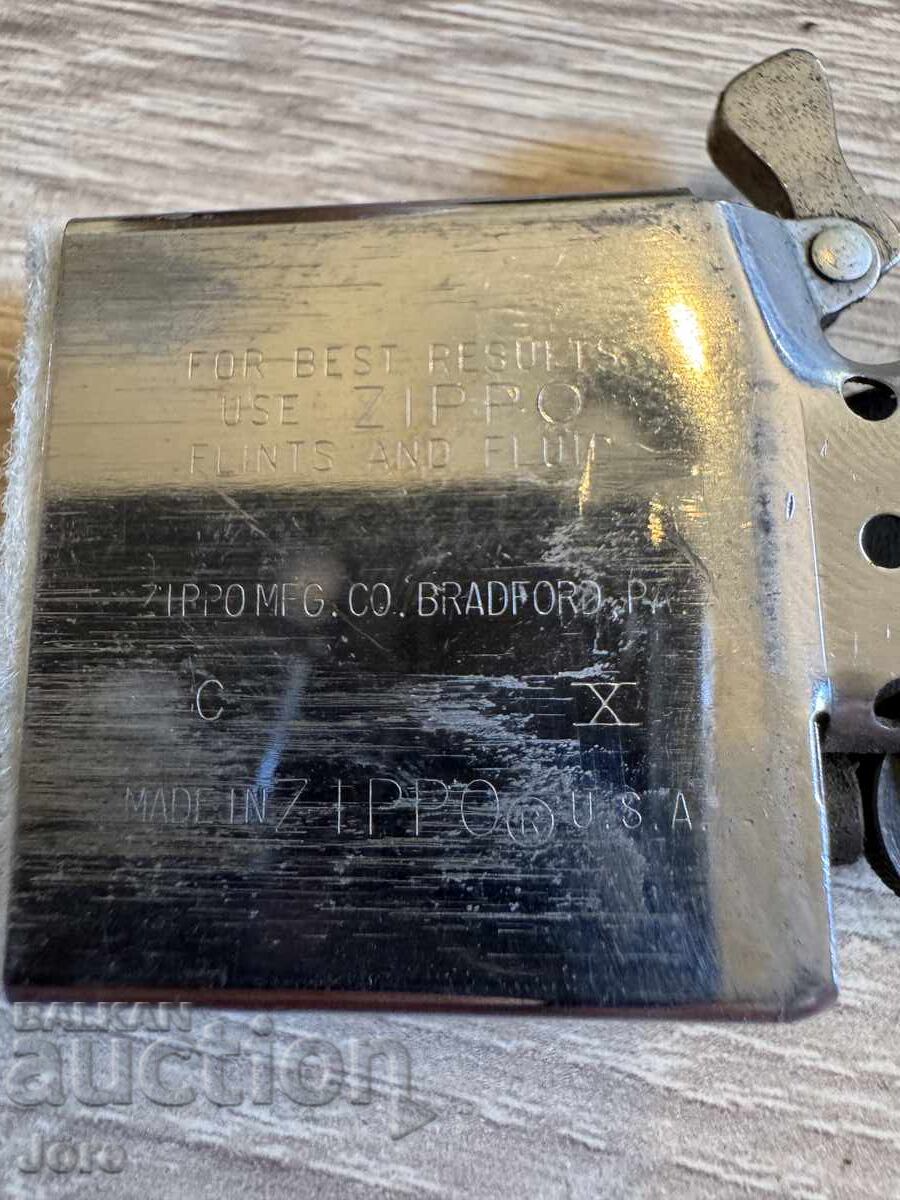 FOR BEST RESULTS
USE ZIPPO
FLINTS AND FLUID
ZIPPO MFG. CO. BRADFORD, PA.
C X
MADE IN ZIPPO® U.S.A.
BALKAN
auction
Joro